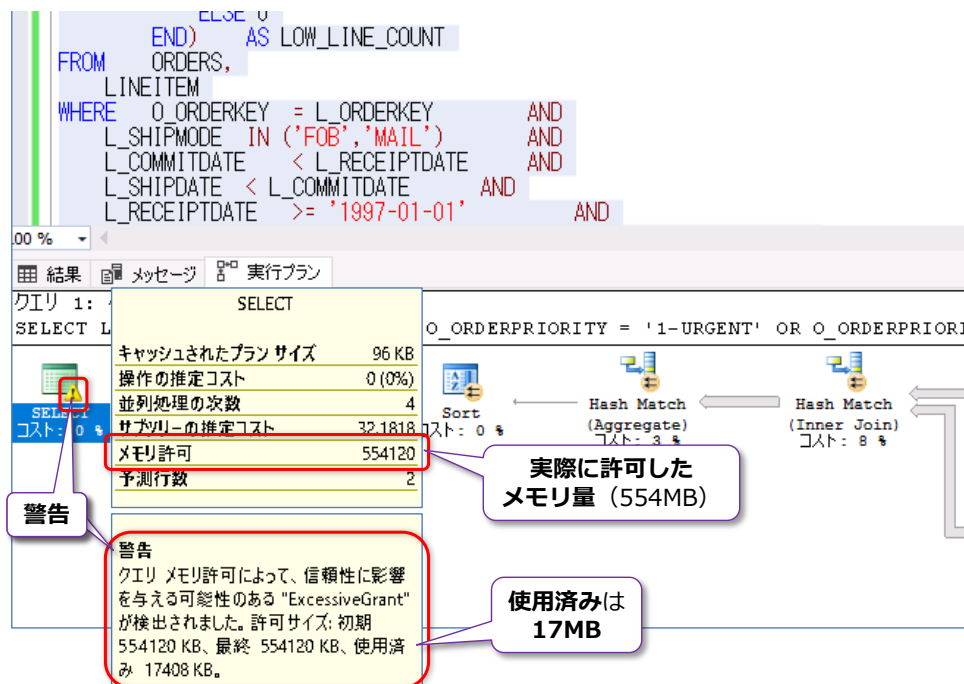 ELSE 0
END) AS LOW_LINE_COUNT
FROM ORDERS,
LINEITEM
WHERE O_ORDERKEY = L_ORDERKEY AND
L_SHIPMODE IN ('FOB','MAIL') AND
L_COMMITDATE < L_RECEIPTDATE AND
L_SHIPDATE < L_COMMITDATE AND
L_RECEIPTDATE >= '1997-01-01' AND
.00 %
結果 メッセージ 実行プラン
クエリ 1:
SELECT L
O_ORDERPRIORITY = '1-URGENT' OR O_ORDERPRIORI
SELECT
キャッシュされたプラン サイズ 96 KB
操作の推定コスト 0 (0%)
並列処理の次数 4
サブツリーの推定コスト 32.1818
メモリ許可 554120
予測行数 2
SELECT
コスト: 0 %
Sort
コスト: 0 %
Hash Match
(Aggregate)
コスト: 3 %
Hash Match
(Inner Join)
コスト: 8 %
実際に許可した
メモリ量（554MB）
警告
警告
クエリ メモリ許可によって、信頼性に影響
を与える可能性のある "ExcessiveGrant"
が検出されました。許可サイズ: 初期
554120 KB、最終 554120 KB、使用済
み 17408 KB。
使用済みは
17MB